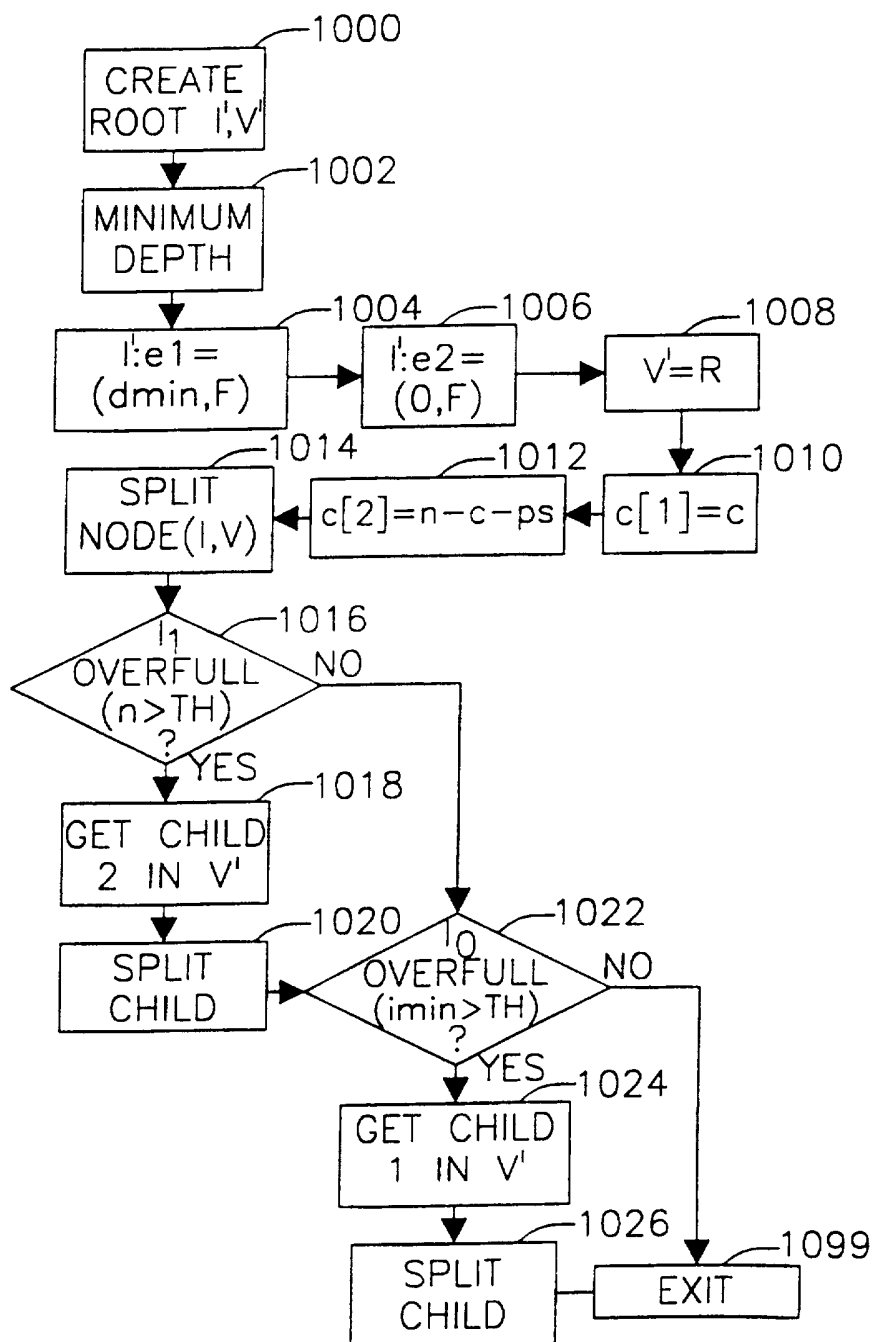 1000
CREATE
ROOT I',V'
1002
MINIMUM
DEPTH
1004
I':e1=
(dmin,F)
1006
I':e2=
(0,F)
1008
V'=R
1010
c[1]=c
1012
c[2]=n-c-ps
1014
SPLIT
NODE(I,V)
1016
I1
OVERFULL
(n>TH)
?
NO
YES
1018
GET CHILD
2 IN V'
1020
SPLIT
CHILD
1022
I0
OVERFULL
(imin>TH)
?
NO
YES
1024
GET CHILD
1 IN V'
1026
SPLIT
CHILD
1099
EXIT